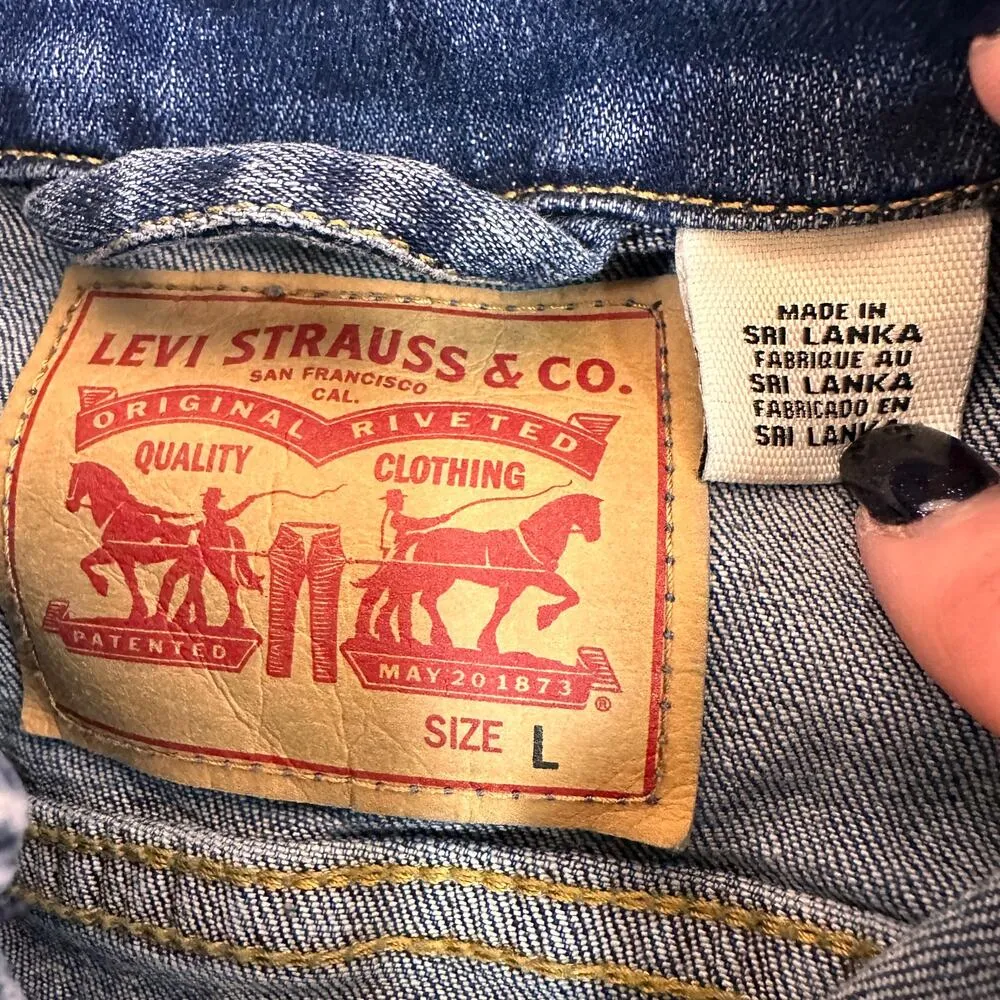 LEVI STRAUSS & CO.
SAN FRANCISCO
CAL.
ORIGINAL RIVETED
QUALITY CLOTHING
PATENTED
MAY 20 1873
®
SIZE L
MADE IN
SRI LANKA
FABRIQUE AU
SRI LANKA
FABRICADO EN
SRI